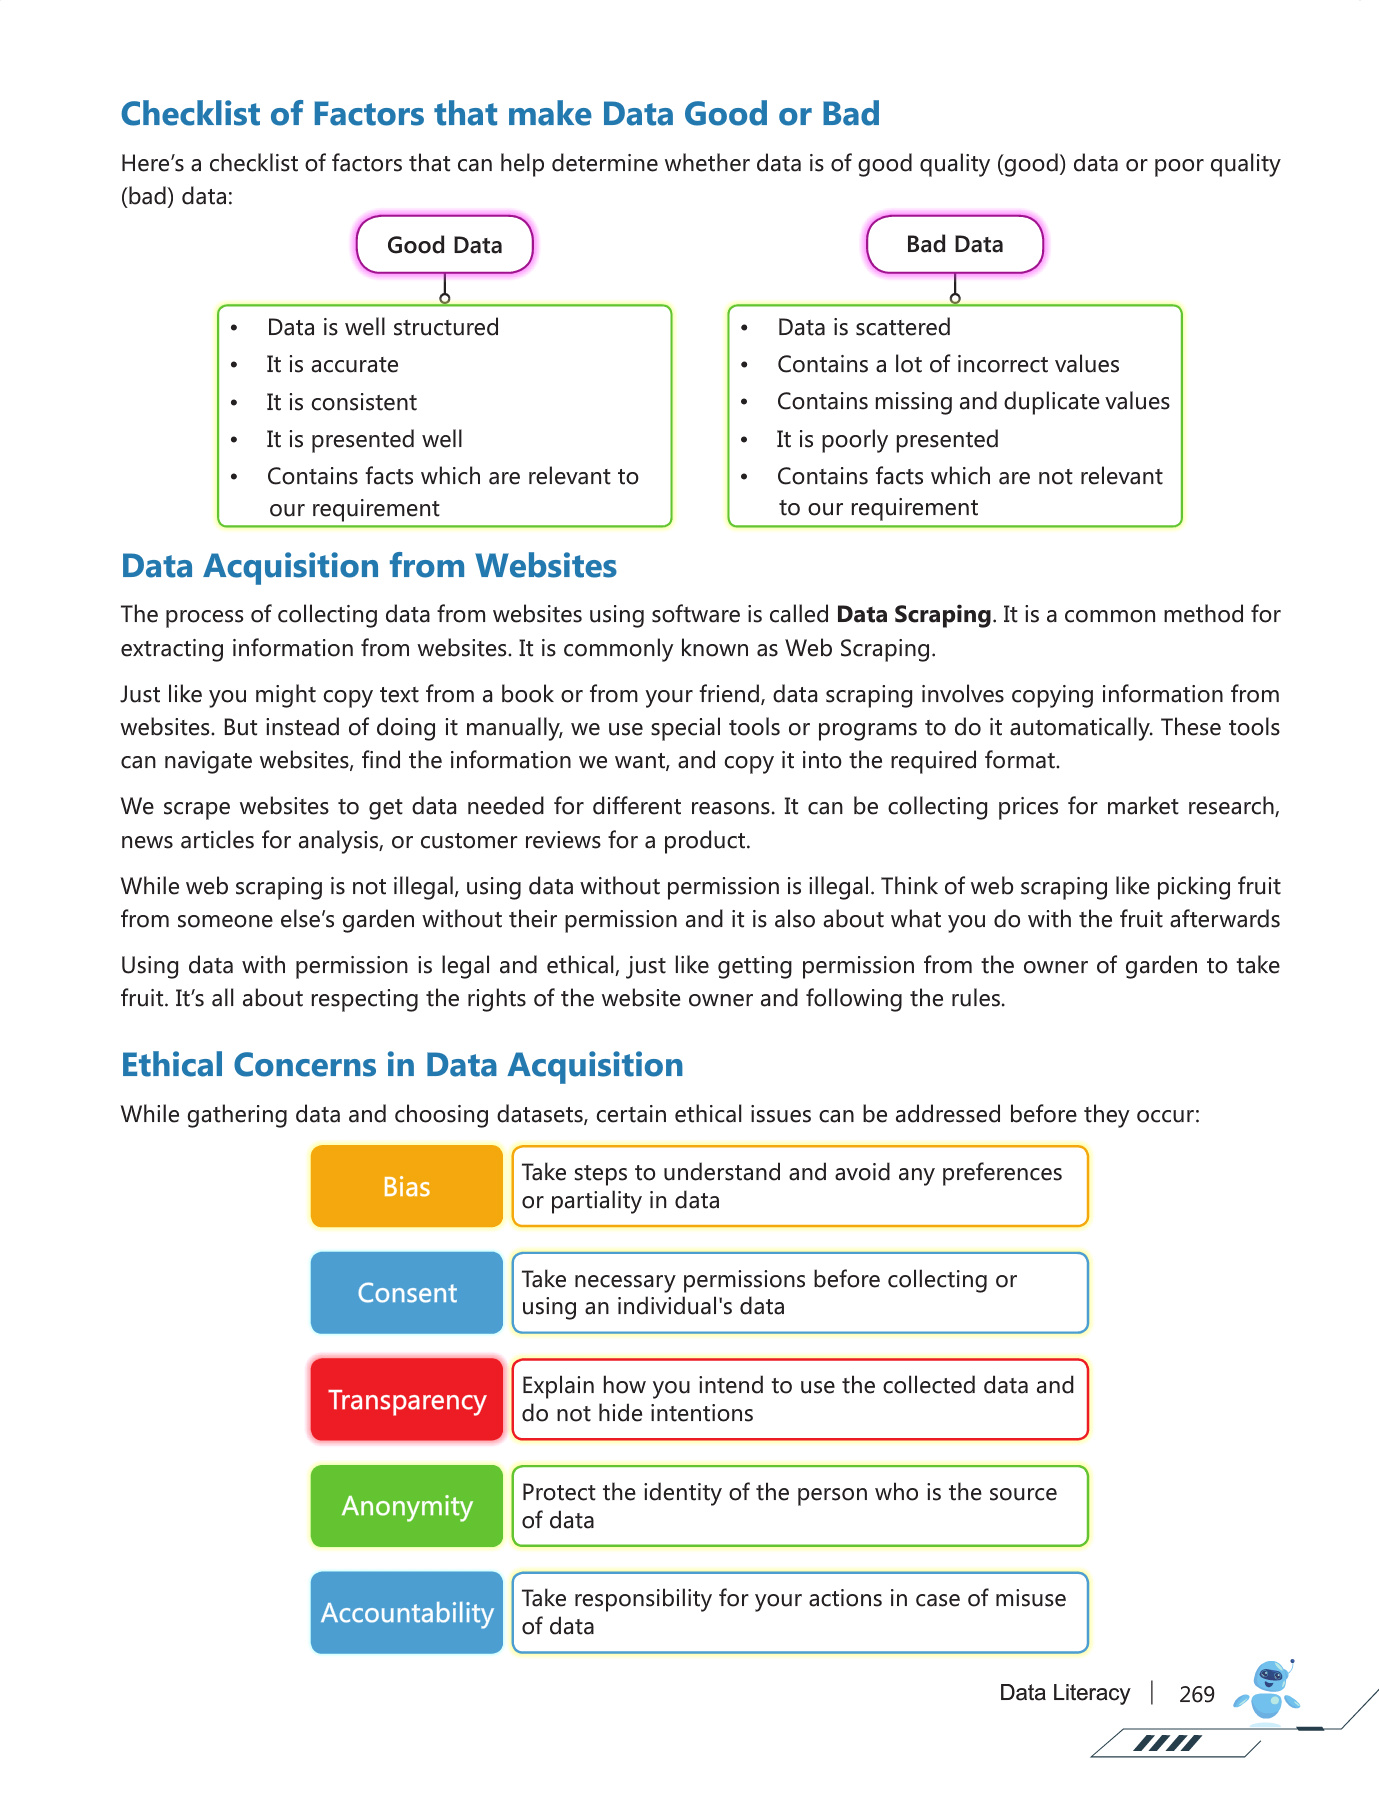 Checklist of Factors that make Data Good or Bad
Here’s a checklist of factors that can help determine whether data is of good quality (good) data or poor quality
(bad) data:
Good Data
• Data is well structured
• It is accurate
• It is consistent
• It is presented well
• Contains facts which are relevant to
our requirement
Bad Data
• Data is scattered
• Contains a lot of incorrect values
• Contains missing and duplicate values
• It is poorly presented
• Contains facts which are not relevant
to our requirement
Data Acquisition from Websites
The process of collecting data from websites using software is called Data Scraping. It is a common method for
extracting information from websites. It is commonly known as Web Scraping.
Just like you might copy text from a book or from your friend, data scraping involves copying information from
websites. But instead of doing it manually, we use special tools or programs to do it automatically. These tools
can navigate websites, find the information we want, and copy it into the required format.
We scrape websites to get data needed for different reasons. It can be collecting prices for market research,
news articles for analysis, or customer reviews for a product.
While web scraping is not illegal, using data without permission is illegal. Think of web scraping like picking fruit
from someone else’s garden without their permission and it is also about what you do with the fruit afterwards
Using data with permission is legal and ethical, just like getting permission from the owner of garden to take
fruit. It’s all about respecting the rights of the website owner and following the rules.
Ethical Concerns in Data Acquisition
While gathering data and choosing datasets, certain ethical issues can be addressed before they occur:
Bias
Take steps to understand and avoid any preferences
or partiality in data
Consent
Take necessary permissions before collecting or
using an individual's data
Transparency
Explain how you intend to use the collected data and
do not hide intentions
Anonymity
Protect the identity of the person who is the source
of data
Accountability
Take responsibility for your actions in case of misuse
of data
Data Literacy | 269